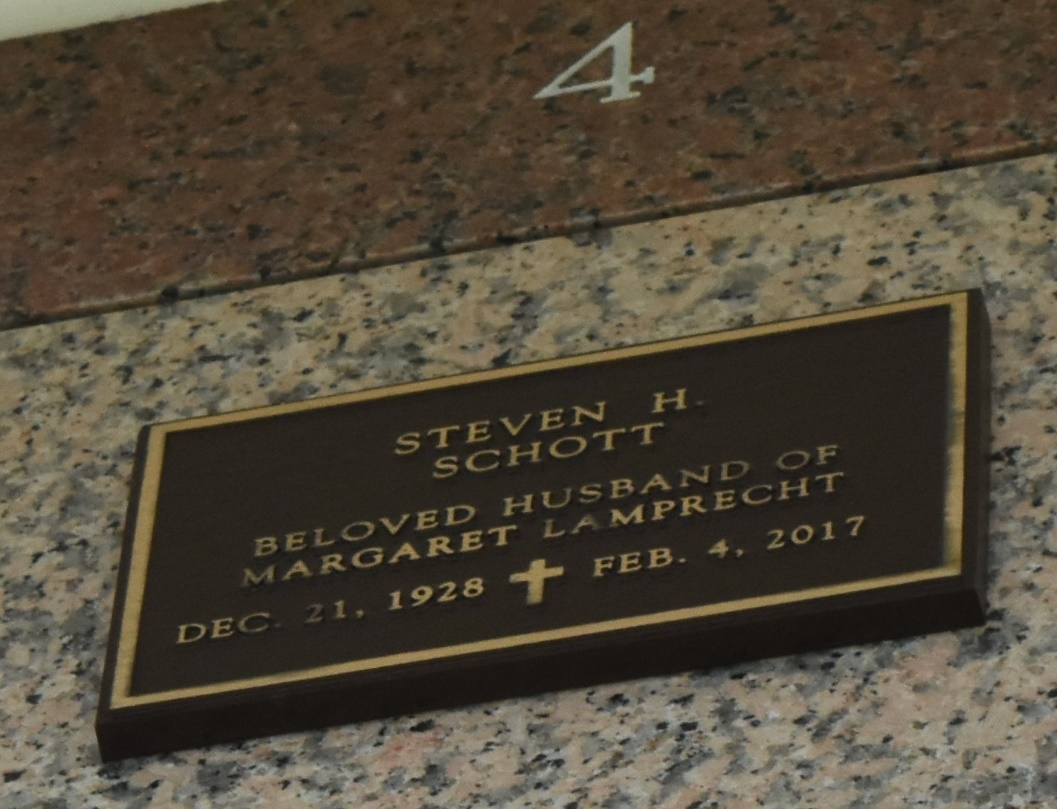 4
STEVEN H.
SCHOTT
BELOVED HUSBAND OF
MARGARET LAMPRECHT
DEC. 21, 1928 ✝ FEB. 4, 2017